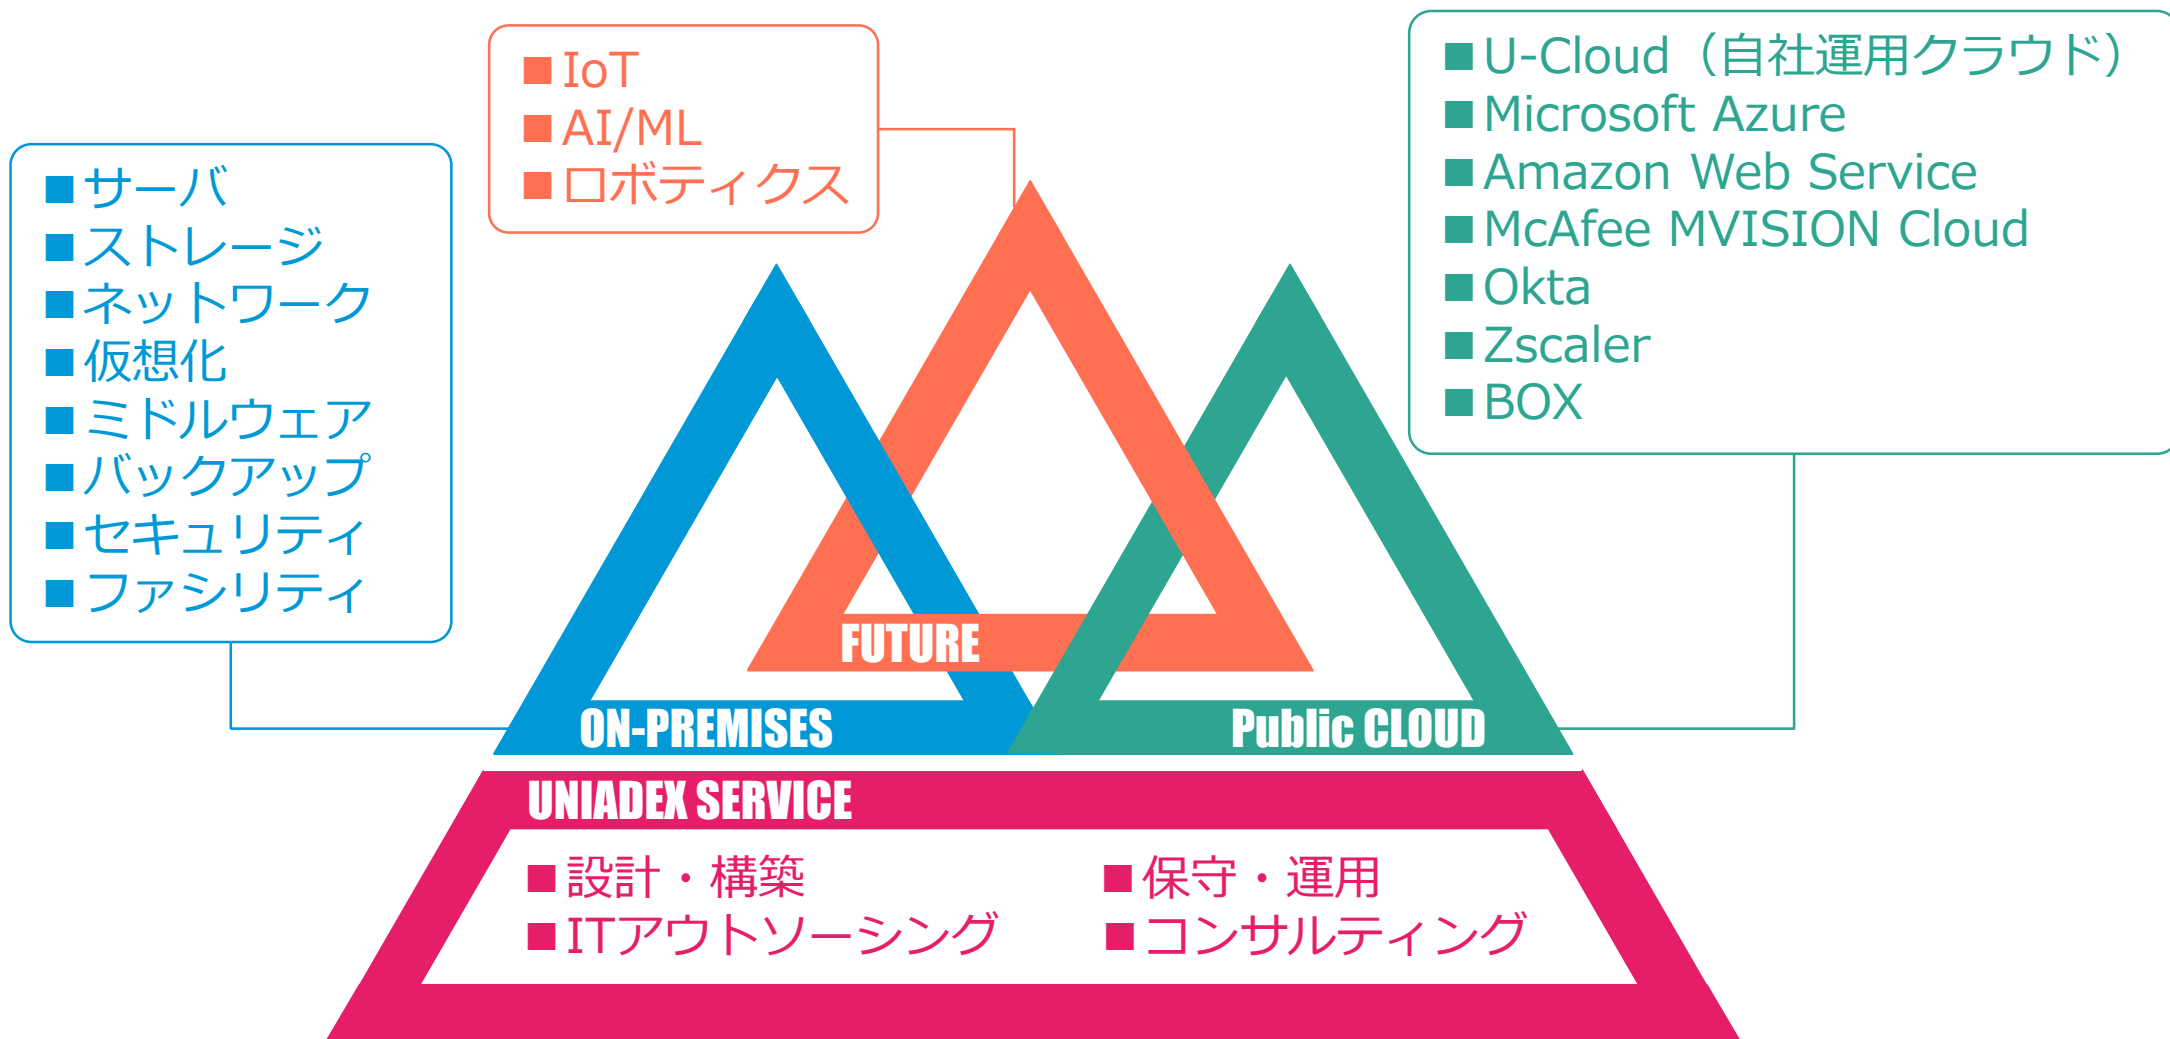 ■サーバ
■ストレージ
■ネットワーク
■仮想化
■ミドルウェア
■バックアップ
■セキュリティ
■ファシリティ
■IoT
■AI/ML
■ロボティクス
■U-Cloud（自社運用クラウド）
■Microsoft Azure
■Amazon Web Service
■McAfee MVISION Cloud
■Okta
■Zscaler
■BOX
FUTURE
ON-PREMISES
Public CLOUD
UNIADEX SERVICE
■設計・構築
■保守・運用
■ITアウトソーシング
■コンサルティング